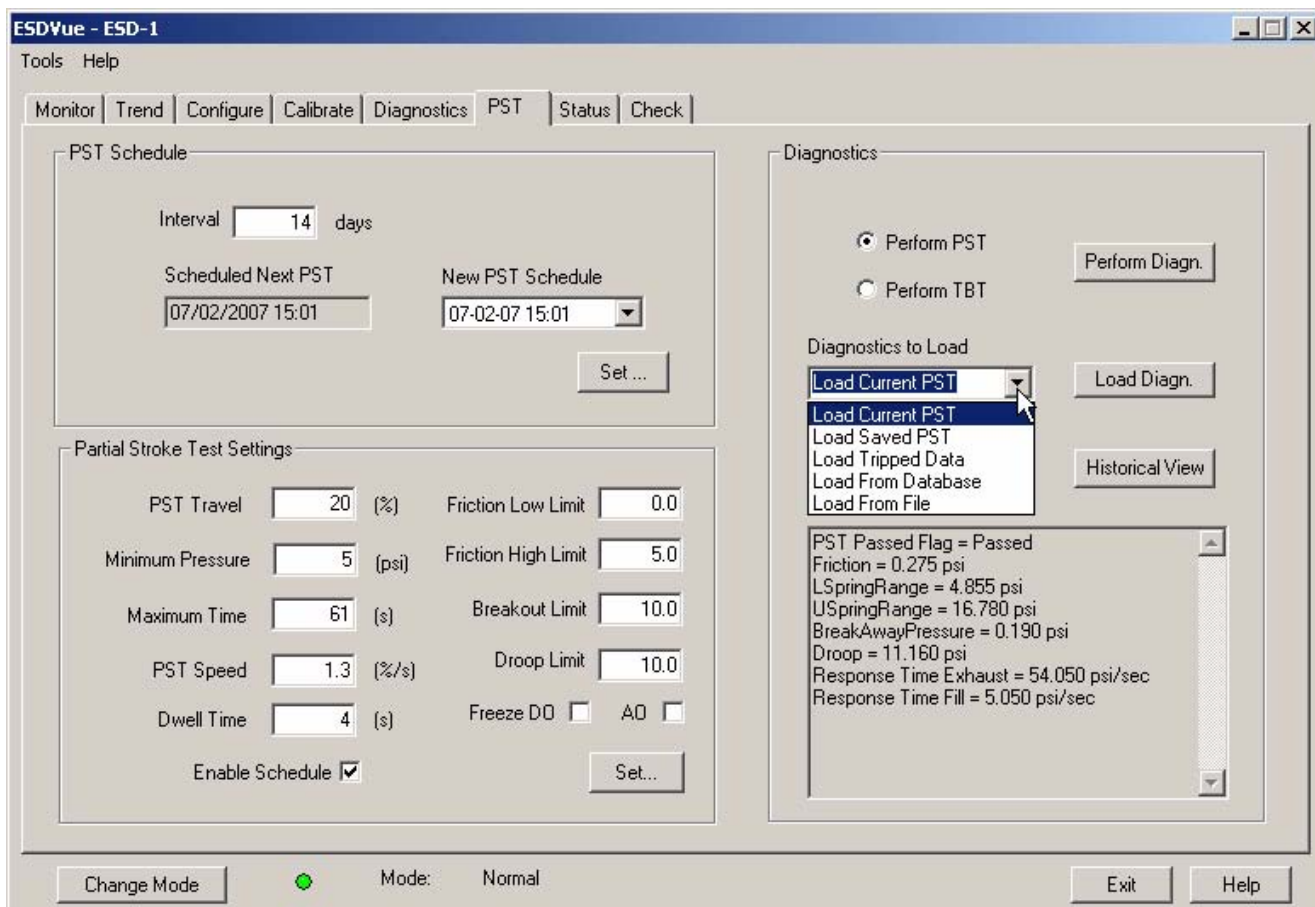 ESDVue - ESD-1
Tools Help
Monitor Trend Configure Calibrate Diagnostics PST Status Check
PST Schedule
Interval 14 days
Scheduled Next PST
07/02/2007 15:01
New PST Schedule
07-02-07 15:01
Set ...
Partial Stroke Test Settings
PST Travel 20 (%)
Minimum Pressure 5 (psi)
Maximum Time 61 (s)
PST Speed 1.3 (%/s)
Dwell Time 4 (s)
Enable Schedule
Friction Low Limit 0.0
Friction High Limit 5.0
Breakout Limit 10.0
Droop Limit 10.0
Freeze DO AO
Set...
Diagnostics
Perform PST
Perform TBT
Perform Diagn.
Diagnostics to Load
Load Current PST
Load Diagn.
Load Current PST
Load Saved PST
Load Tripped Data
Load From Database
Load From File
Historical View
PST Passed Flag = Passed
Friction = 0.275 psi
LSpringRange = 4.855 psi
USpringRange = 16.780 psi
BreakAwayPressure = 0.190 psi
Droop = 11.160 psi
Response Time Exhaust = 54.050 psi/sec
Response Time Fill = 5.050 psi/sec
Change Mode
Mode: Normal
Exit
Help